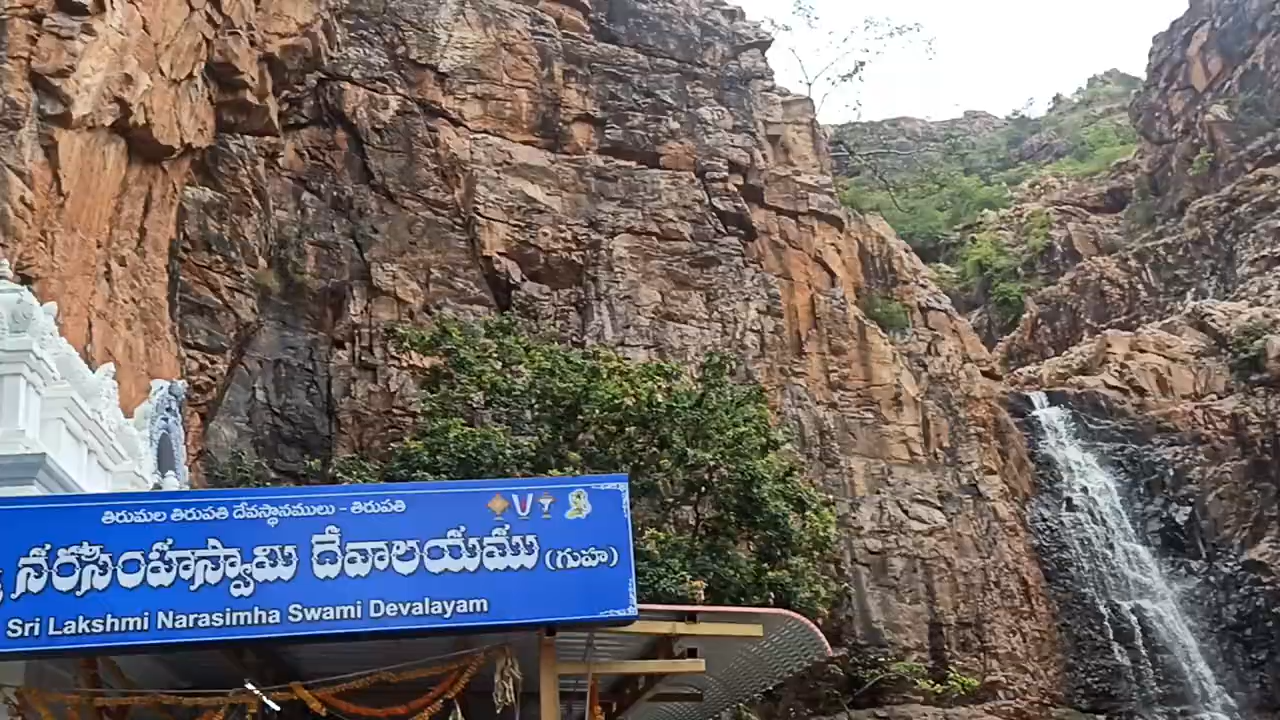 తిరుమల తిరుపతి దేవస్థానములు - తిరుపతి
నరసింహస్వామి దేవాలయము (గుహ)
Sri Lakshmi Narasimha Swami Devalayam